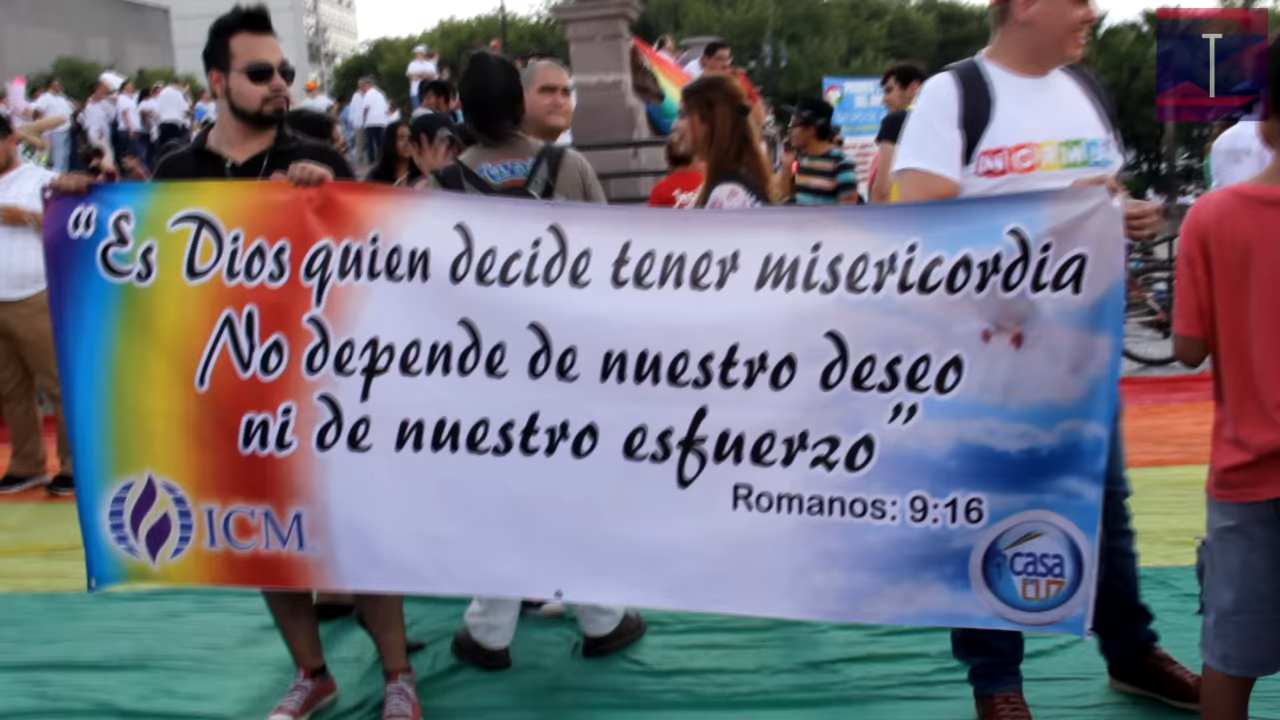 “Es Dios quien decide tener misericordia
No depende de nuestro deseo
ni de nuestro esfuerzo”
Romanos: 9:16
ICM
casa
LUZ
T